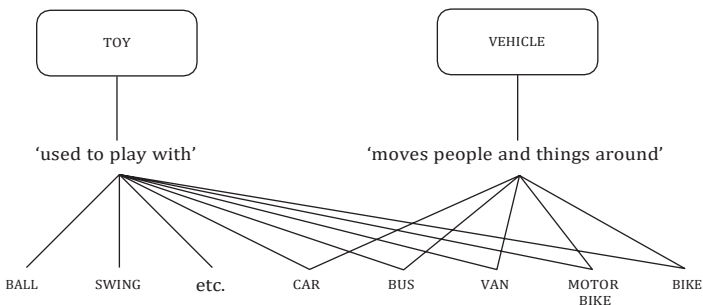 TOY VEHICLE
‘used to play with’ ‘moves people and things around’
BALL SWING etc. CAR BUS VAN MOTOR BIKE
BIKE